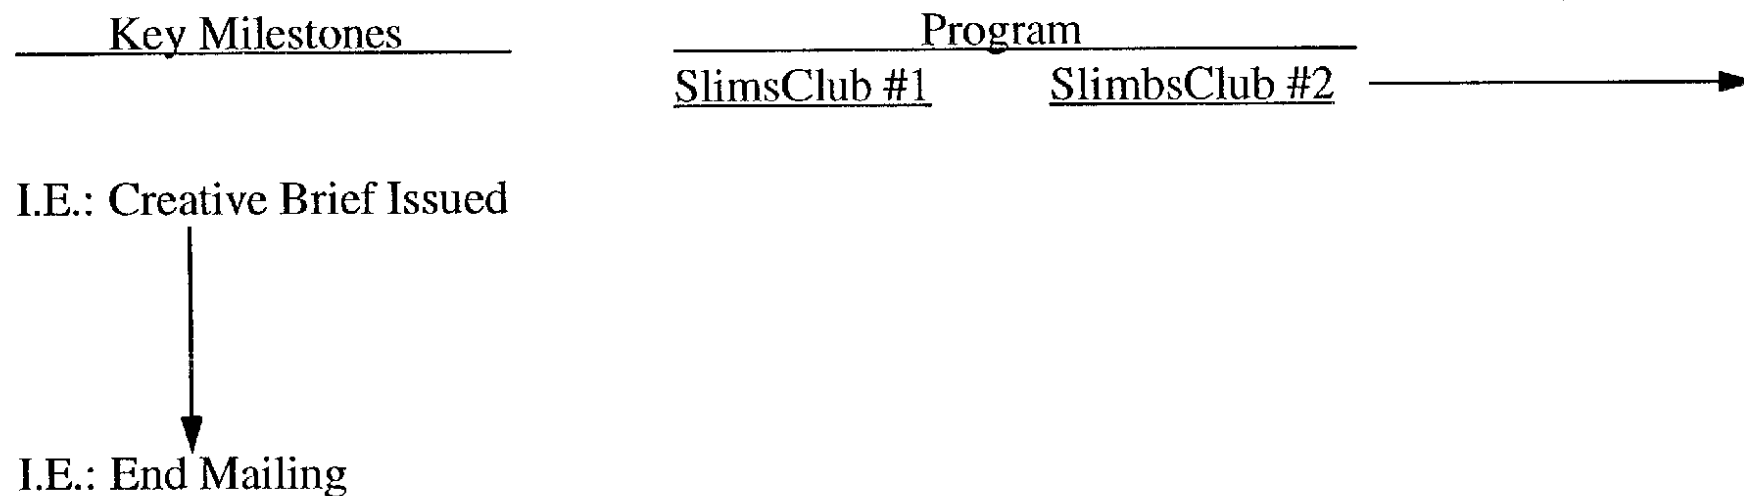 Key Milestones Program
SlimsClub #1 SlimbsClub #2
I.E.: Creative Brief Issued
I.E.: End Mailing